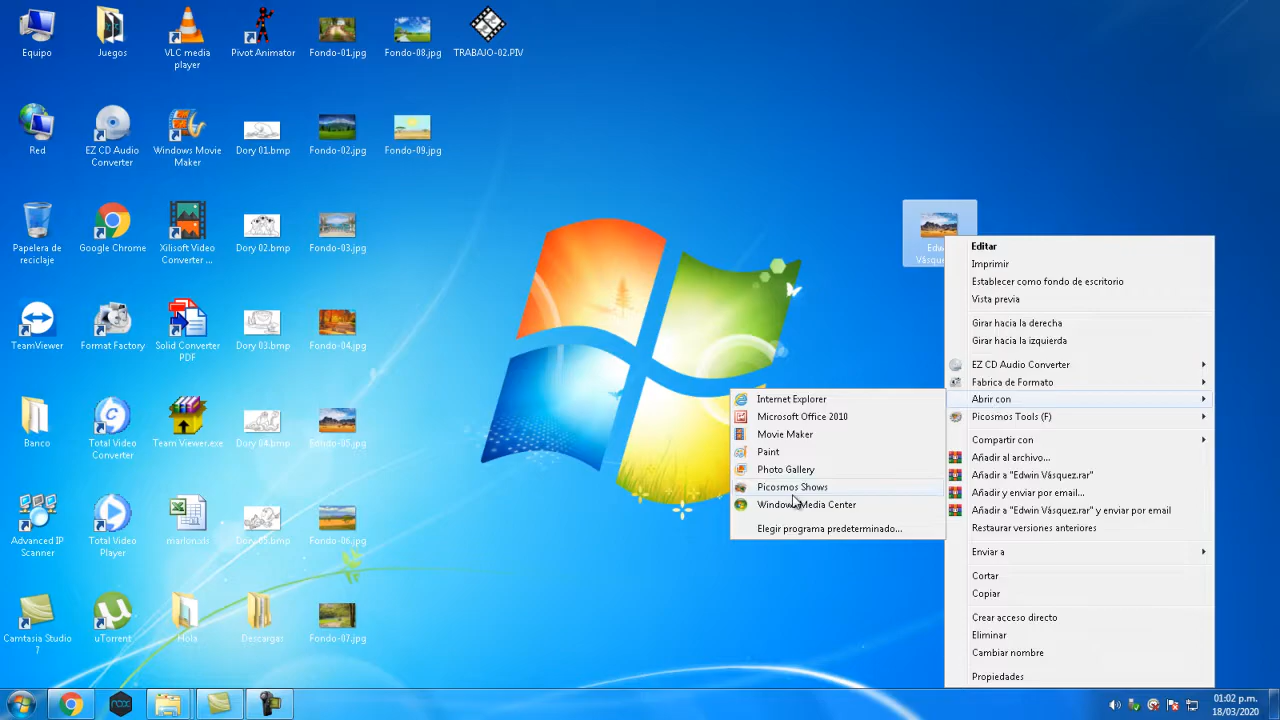 Equipo
Juegos
VLC media
player
Pivot Animator
Fondo-01.jpg
Fondo-08.jpg
TRABAJO-02.PIV
Red
EZ CD Audio
Converter
Windows Movie
Maker
Dory 01.bmp
Fondo-02.jpg
Fondo-09.jpg
Papelera de
reciclaje
Google Chrome
Xilisoft Video
Converter ...
Dory 02.bmp
Fondo-03.jpg
TeamViewer
Format Factory
Solid Converter
PDF
Dory 03.bmp
Fondo-04.jpg
Banco
Total Video
Converter
Team Viewer.exe
Dory 04.bmp
Fondo-05.jpg
Advanced IP
Scanner
Total Video
Player
marlon.xls
Dory 05.bmp
Fondo-06.jpg
Camtasia Studio
7
uTorrent
Hola
Descargas
Fondo-07.jpg
Vásqu
Editar
Imprimir
Establecer como fondo de escritorio
Vista previa
Girar hacia la derecha
Girar hacia la izquierda
EZ CD Audio Converter
Fabrica de Formato
Abrir con
Picosmos Tools (F)
Compartir con
Añadir al archivo...
Añadir a "Edwin Vásquez.rar"
Añadir y enviar por email...
Añadir a "Edwin Vásquez.rar" y enviar por email
Restaurar versiones anteriores
Enviar a
Cortar
Copiar
Crear acceso directo
Eliminar
Cambiar nombre
Propiedades
Internet Explorer
Microsoft Office 2010
Movie Maker
Paint
Photo Gallery
Picosmos Shows
Windows Media Center
Elegir programa predeterminado...
nox
01:02 p.m.
18/03/2020